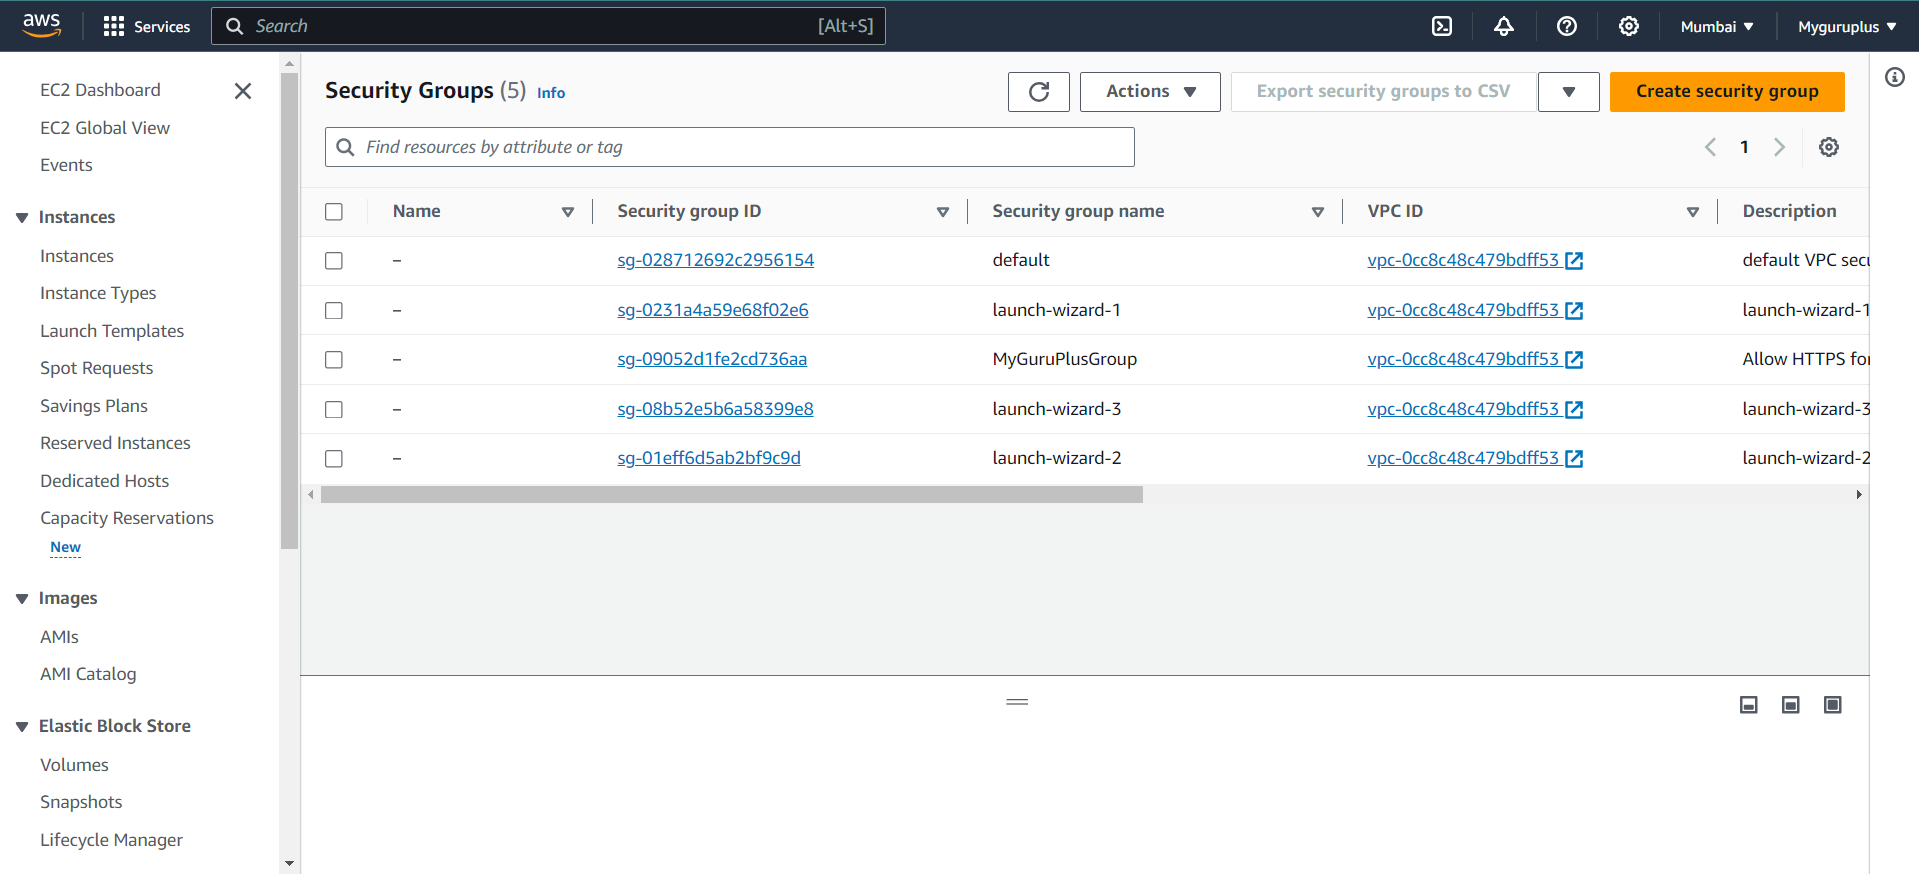 aws
Services
Search [Alt+S]
Mumbai
Myguruplus
EC2 Dashboard
EC2 Global View
Events
Instances
Instances
Instance Types
Launch Templates
Spot Requests
Savings Plans
Reserved Instances
Dedicated Hosts
Capacity Reservations
New
Images
AMIs
AMI Catalog
Elastic Block Store
Volumes
Snapshots
Lifecycle Manager
Security Groups (5) Info
Actions
Export security groups to CSV
Create security group
Find resources by attribute or tag
1
Name Security group ID Security group name VPC ID Description
– sg-028712692c2956154 default vpc-0cc8c48c479bdff53 default VPC secu
– sg-0231a4a59e68f02e6 launch-wizard-1 vpc-0cc8c48c479bdff53 launch-wizard-1
– sg-09052d1fe2cd736aa MyGuruPlusGroup vpc-0cc8c48c479bdff53 Allow HTTPS for
– sg-08b52e5b6a58399e8 launch-wizard-3 vpc-0cc8c48c479bdff53 launch-wizard-3
– sg-01eff6d5ab2bf9c9d launch-wizard-2 vpc-0cc8c48c479bdff53 launch-wizard-2